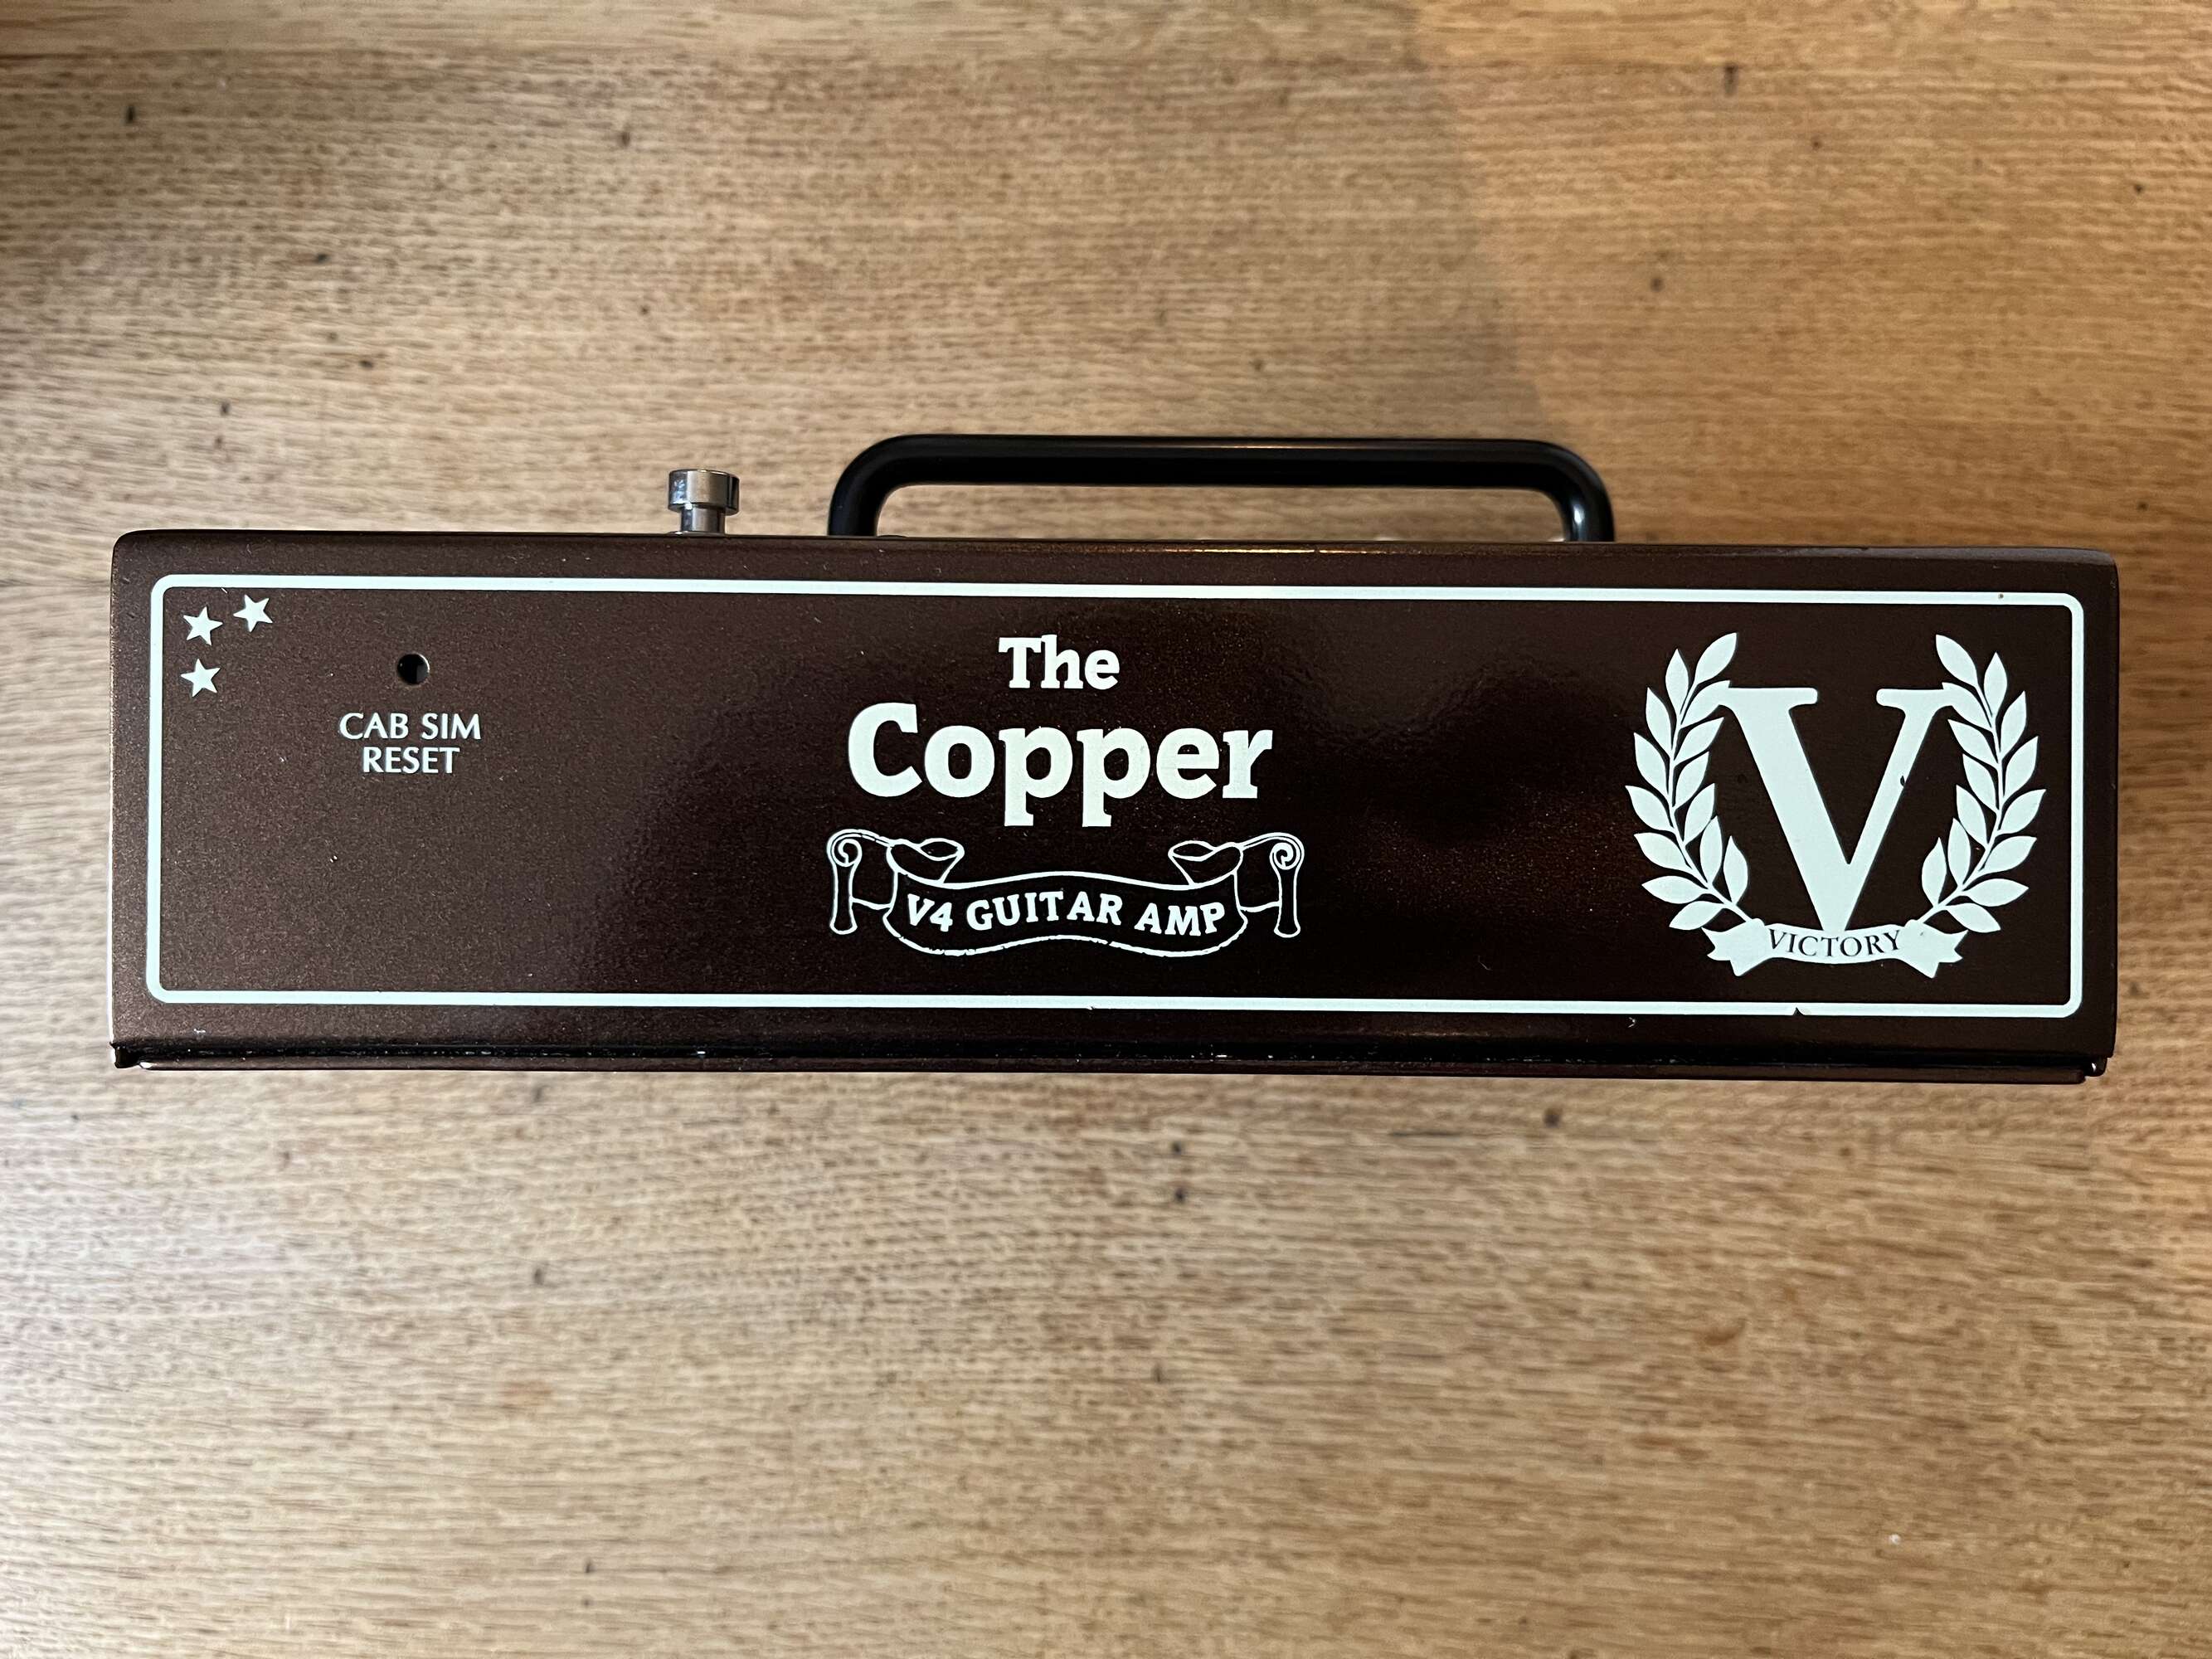 CAB SIM
RESET
The
Copper
V4 GUITAR AMP
V
VICTORY